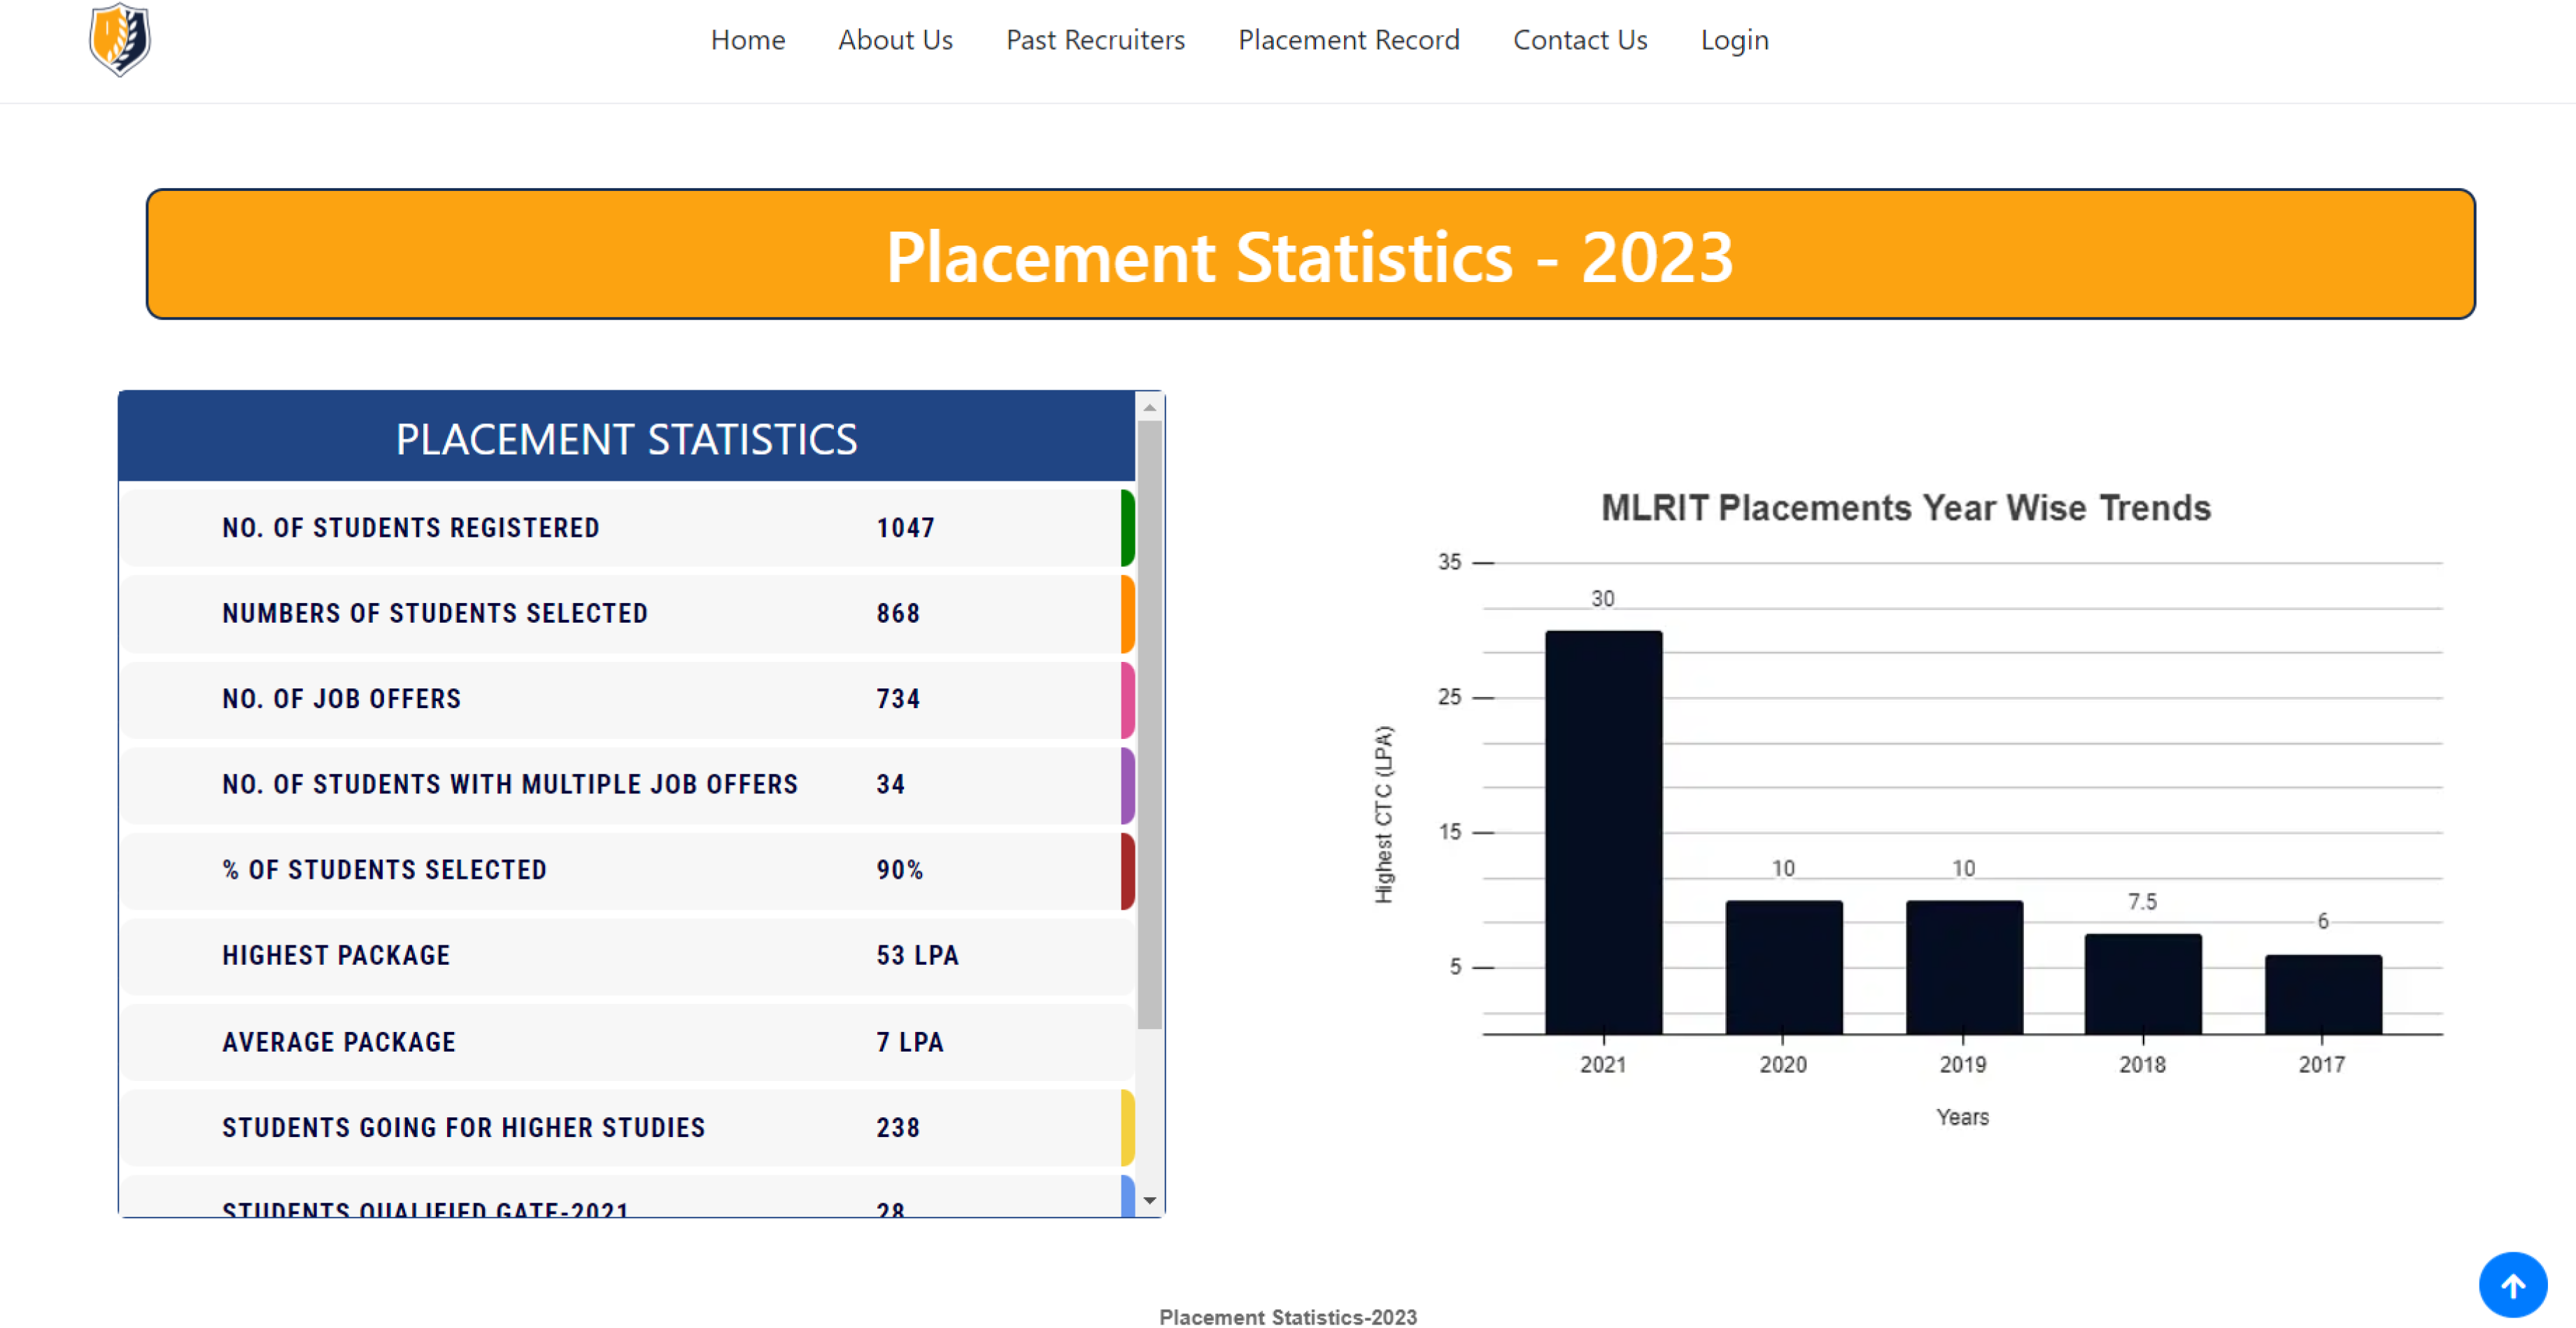 Home About Us Past Recruiters Placement Record Contact Us Login
Placement Statistics - 2023
PLACEMENT STATISTICS
NO. OF STUDENTS REGISTERED 1047
NUMBERS OF STUDENTS SELECTED 868
NO. OF JOB OFFERS 734
NO. OF STUDENTS WITH MULTIPLE JOB OFFERS 34
% OF STUDENTS SELECTED 90%
HIGHEST PACKAGE 53 LPA
AVERAGE PACKAGE 7 LPA
STUDENTS GOING FOR HIGHER STUDIES 238
STUDENTS QUALIFIED GATE-2021 28
MLRIT Placements Year Wise Trends
35
30
25
15
10 10
7.5
6
5
Highest CTC (LPA)
2021 2020 2019 2018 2017
Years
Placement Statistics-2023